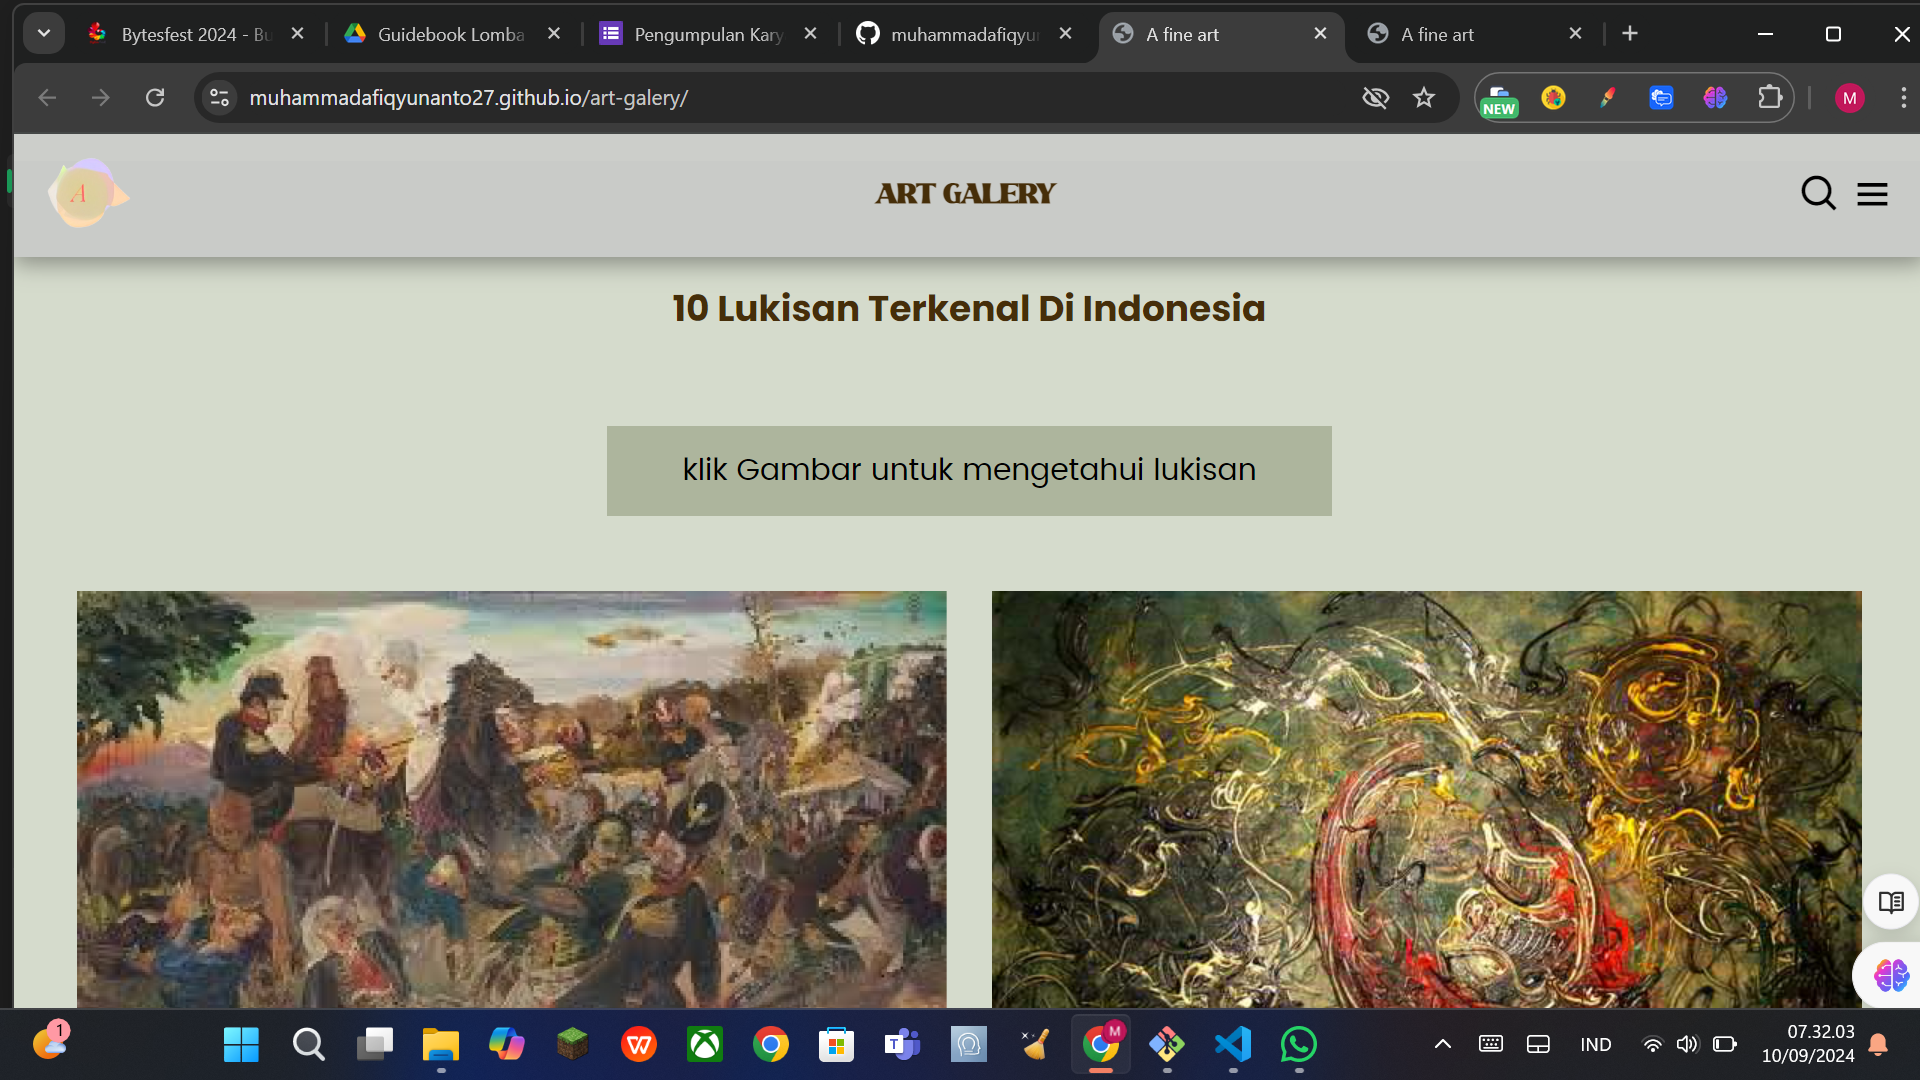 Bytesfest 2024 - Bu
Guidebook Lomba
Pengumpulan Kary
muhammadafiqyun
A fine art
A fine art
muhammadafiqyunanto27.github.io/art-galery/
NEW
M
A
ART GALERY
10 Lukisan Terkenal Di Indonesia
klik Gambar untuk mengetahui lukisan
1
M
IND
07.32.03
10/09/2024